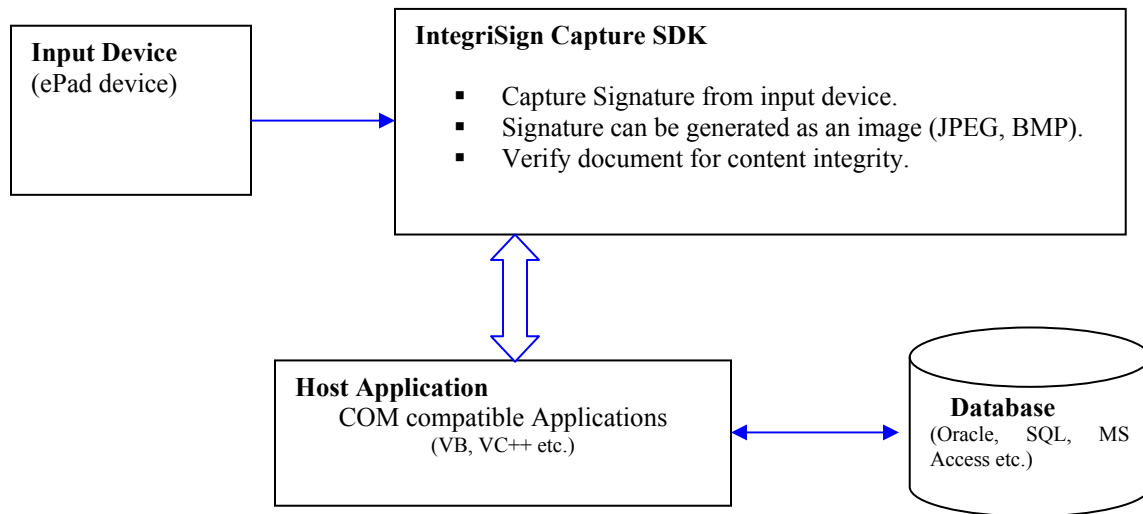 Input Device
(ePad device)
IntegriSign Capture SDK
▪ Capture Signature from input device.
▪ Signature can be generated as an image (JPEG, BMP).
▪ Verify document for content integrity.
Host Application
COM compatible Applications
(VB, VC++ etc.)
Database
(Oracle, SQL, MS
Access etc.)